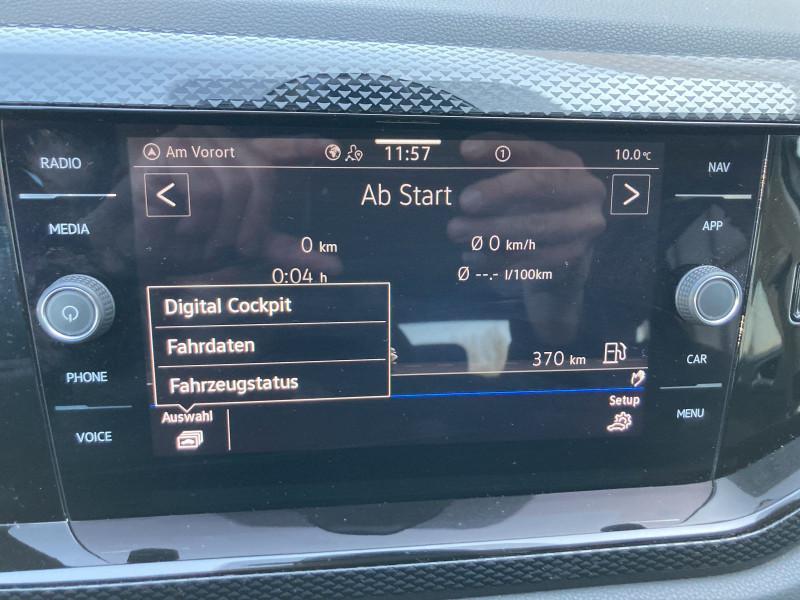 RADIO
MEDIA
PHONE
VOICE
Am Vorort
11:57
1
10.0°C
Ab Start
0 km
Ø 0 km/h
0:04 h
Ø --.- l/100km
Digital Cockpit
Fahrdaten
Fahrzeugstatus
370 km
Auswahl
Setup
NAV
APP
CAR
MENU